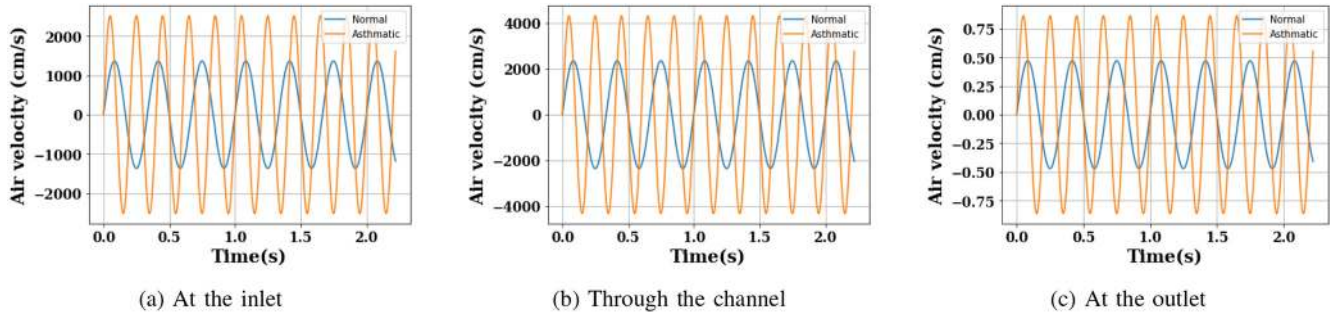 Air velocity (cm/s)
2000
1000
0
−1000
−2000
Normal
Asthmatic
0.0
0.5
1.0
1.5
2.0
Time(s)
(a) At the inlet
Air velocity (cm/s)
4000
2000
0
−2000
−4000
Normal
Asthmatic
0.0
0.5
1.0
1.5
2.0
Time(s)
(b) Through the channel
Air velocity (cm/s)
0.75
0.50
0.25
0.00
−0.25
−0.50
−0.75
Normal
Asthmatic
0.0
0.5
1.0
1.5
2.0
Time(s)
(c) At the outlet